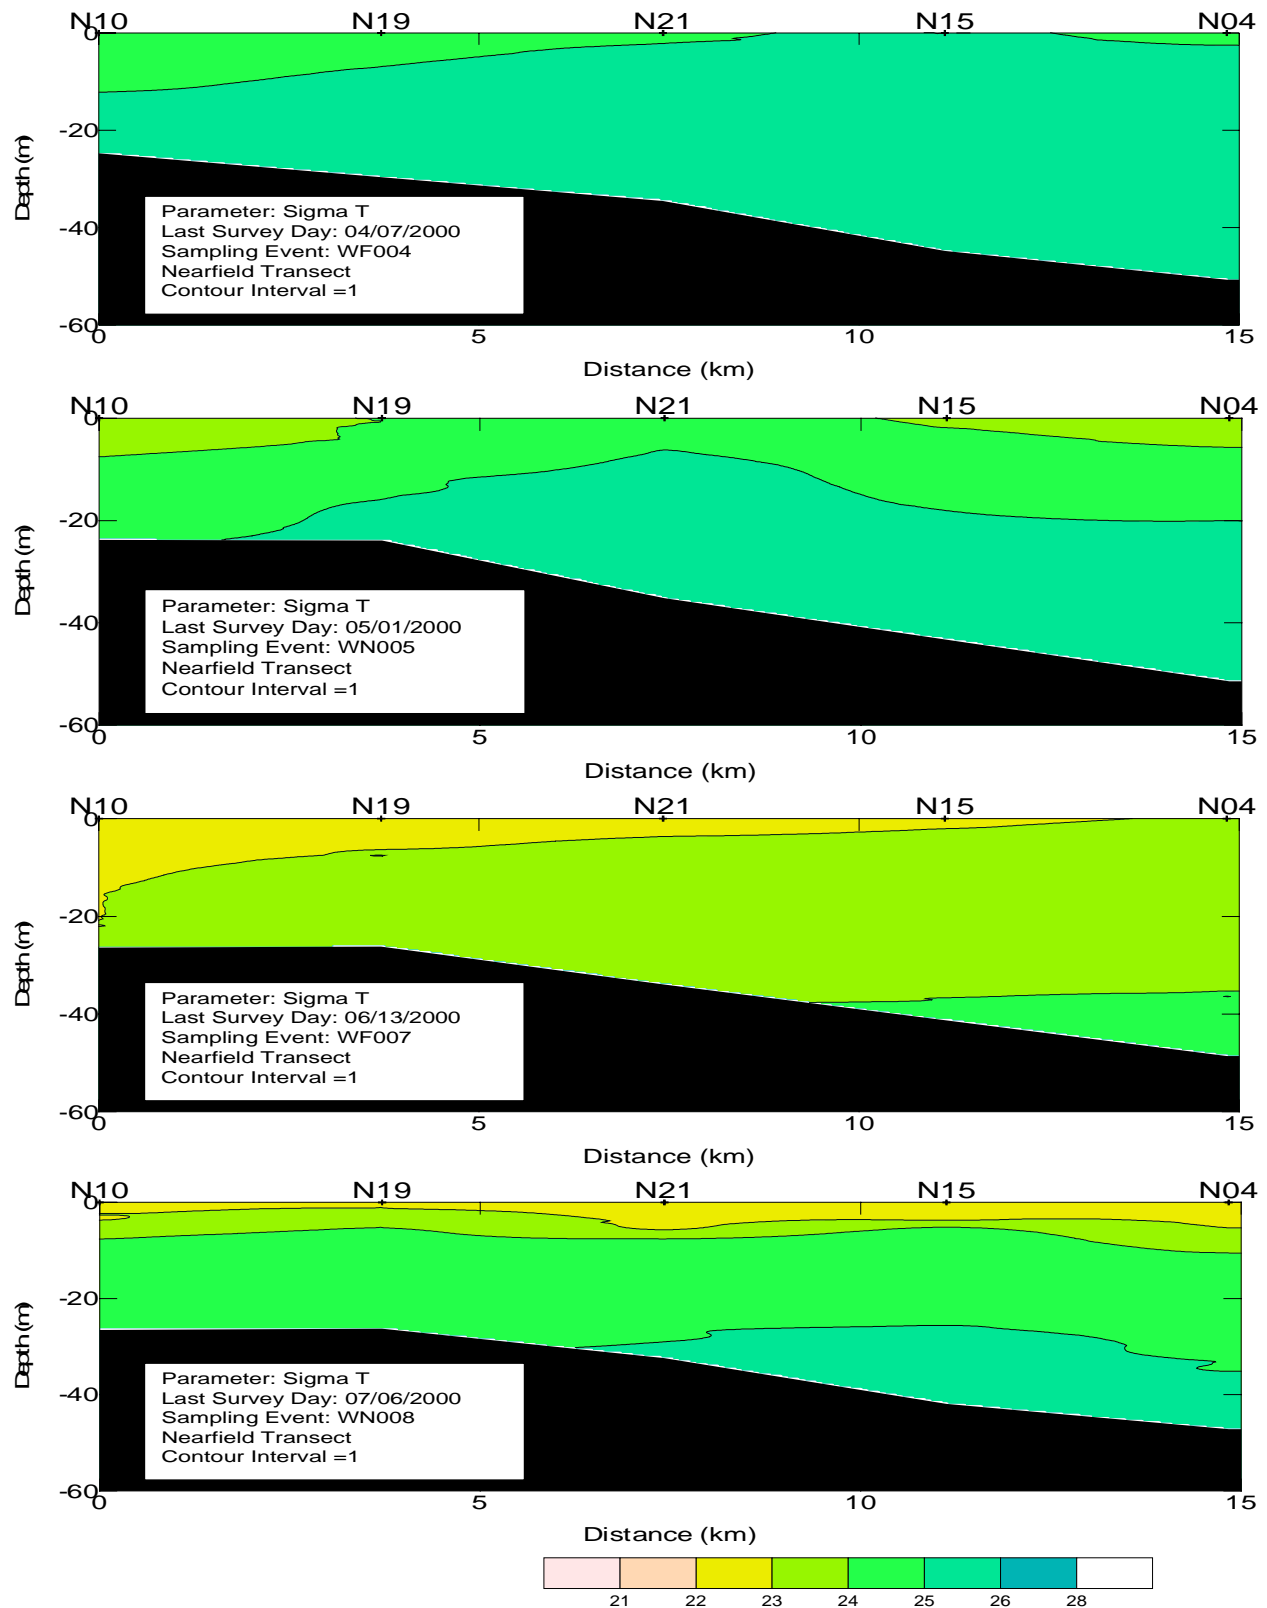 N10 N19 N21 N15 N04
0
-20
Depth (m)
-40
-60
Parameter: Sigma T
Last Survey Day: 04/07/2000
Sampling Event: WF004
Nearfield Transect
Contour Interval =1
0 5 10 15
Distance (km)
N10 N19 N21 N15 N04
0
-20
Depth (m)
-40
-60
Parameter: Sigma T
Last Survey Day: 05/01/2000
Sampling Event: WN005
Nearfield Transect
Contour Interval =1
0 5 10 15
Distance (km)
N10 N19 N21 N15 N04
0
-20
Depth (m)
-40
-60
Parameter: Sigma T
Last Survey Day: 06/13/2000
Sampling Event: WF007
Nearfield Transect
Contour Interval =1
0 5 10 15
Distance (km)
N10 N19 N21 N15 N04
0
-20
Depth (m)
-40
-60
Parameter: Sigma T
Last Survey Day: 07/06/2000
Sampling Event: WN008
Nearfield Transect
Contour Interval =1
0 5 10 15
Distance (km)
21 22 23 24 25 26 28